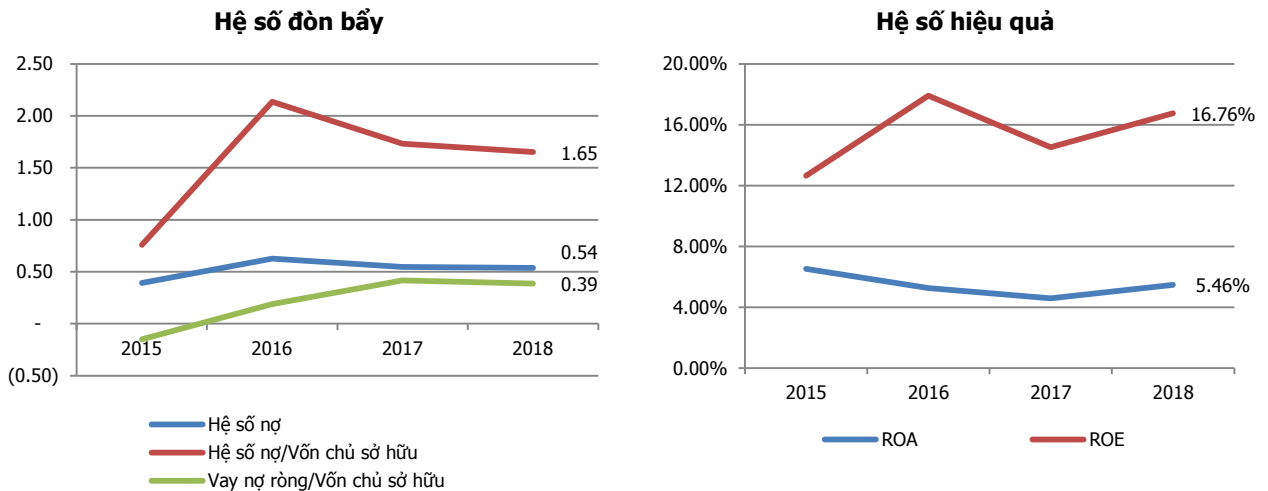 Hệ số đòn bẩy
2.50
2.00
1.50
1.00
0.50
-
(0.50)
1.65
0.54
0.39
2015 2016 2017 2018
Hệ số nợ
Hệ số nợ/Vốn chủ sở hữu
Vay nợ ròng/Vốn chủ sở hữu
Hệ số hiệu quả
20.00%
16.00%
12.00%
8.00%
4.00%
0.00%
16.76%
5.46%
2015 2016 2017 2018
ROA ROE